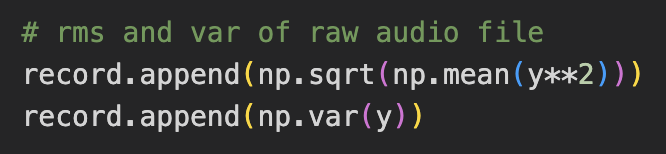 # rms and var of raw audio file
record.append(np.sqrt(np.mean(y**2)))
record.append(np.var(y))